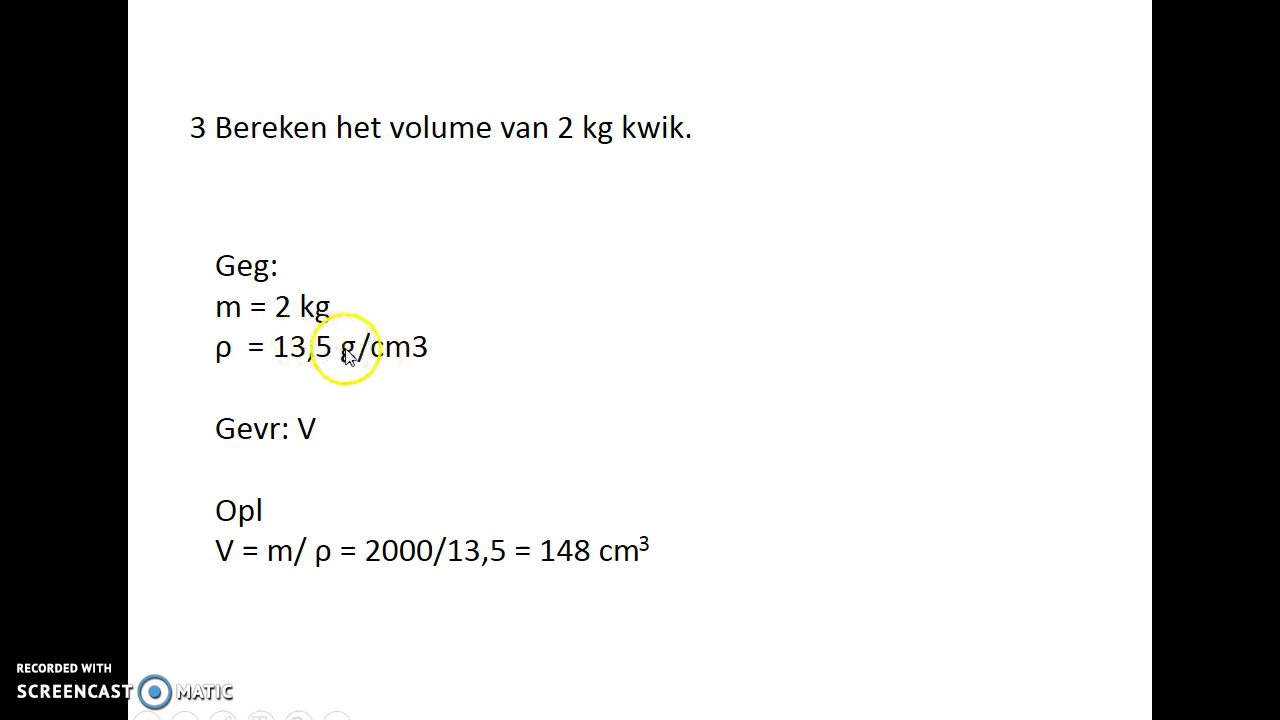 3 Bereken het volume van 2 kg kwik.
Geg:
m = 2 kg
ρ = 13,5 g/cm3
Gevr: V
Opl
V = m/ ρ = 2000/13,5 = 148 cm³
RECORDED WITH
SCREENCAST MATIC